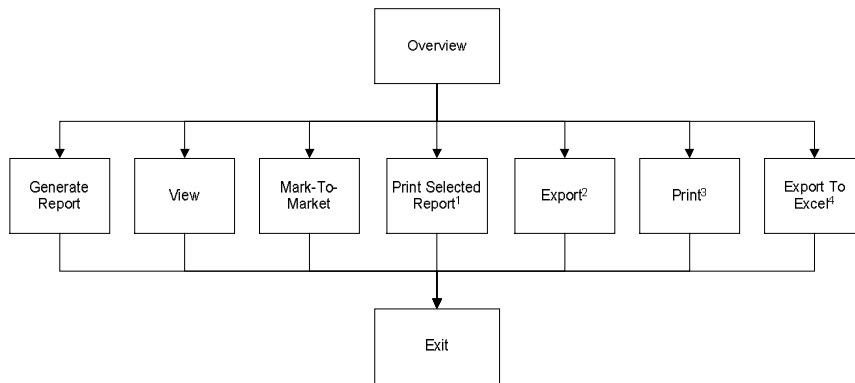 Overview
Generate
Report
View
Mark-To-
Market
Print Selected
Report¹
Export²
Print³
Export To
Excel⁴
Exit